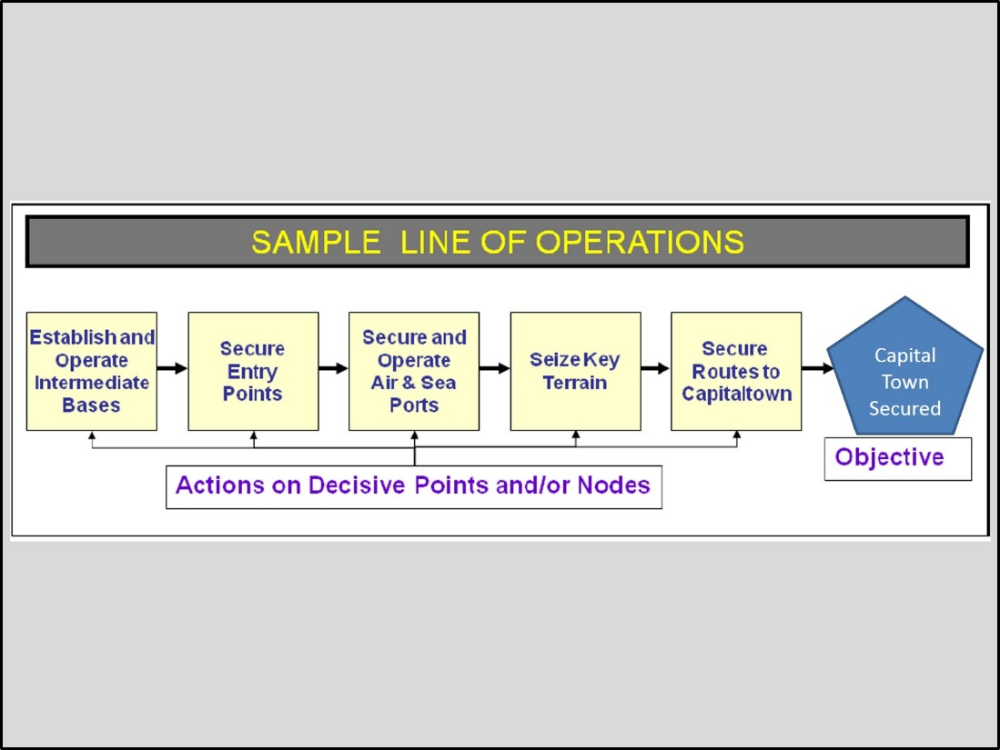 SAMPLE LINE OF OPERATIONS
Establish and
Operate
Intermediate
Bases
Secure
Entry
Points
Secure and
Operate
Air & Sea
Ports
Seize Key
Terrain
Secure
Routes to
Capitaltown
Capital
Town
Secured
Objective
Actions on Decisive Points and/or Nodes